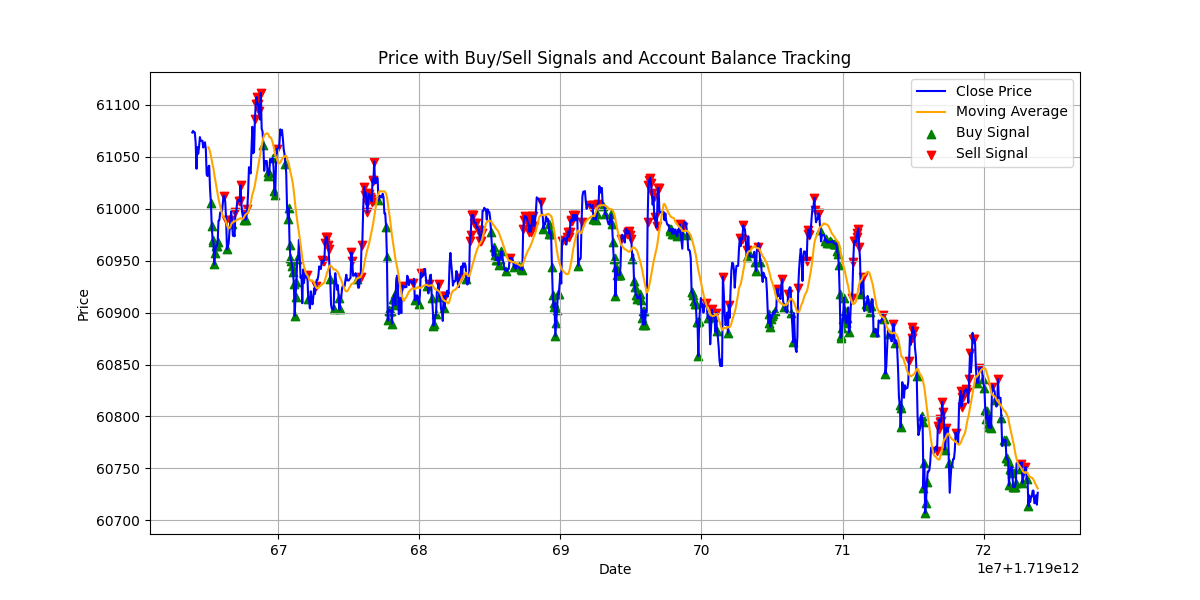 Price with Buy/Sell Signals and Account Balance Tracking
Close Price
Moving Average
Buy Signal
Sell Signal
61100
61050
61000
60950
60900
60850
60800
60750
60700
Price
67 68 69 70 71 72
1e7+1.719e12
Date